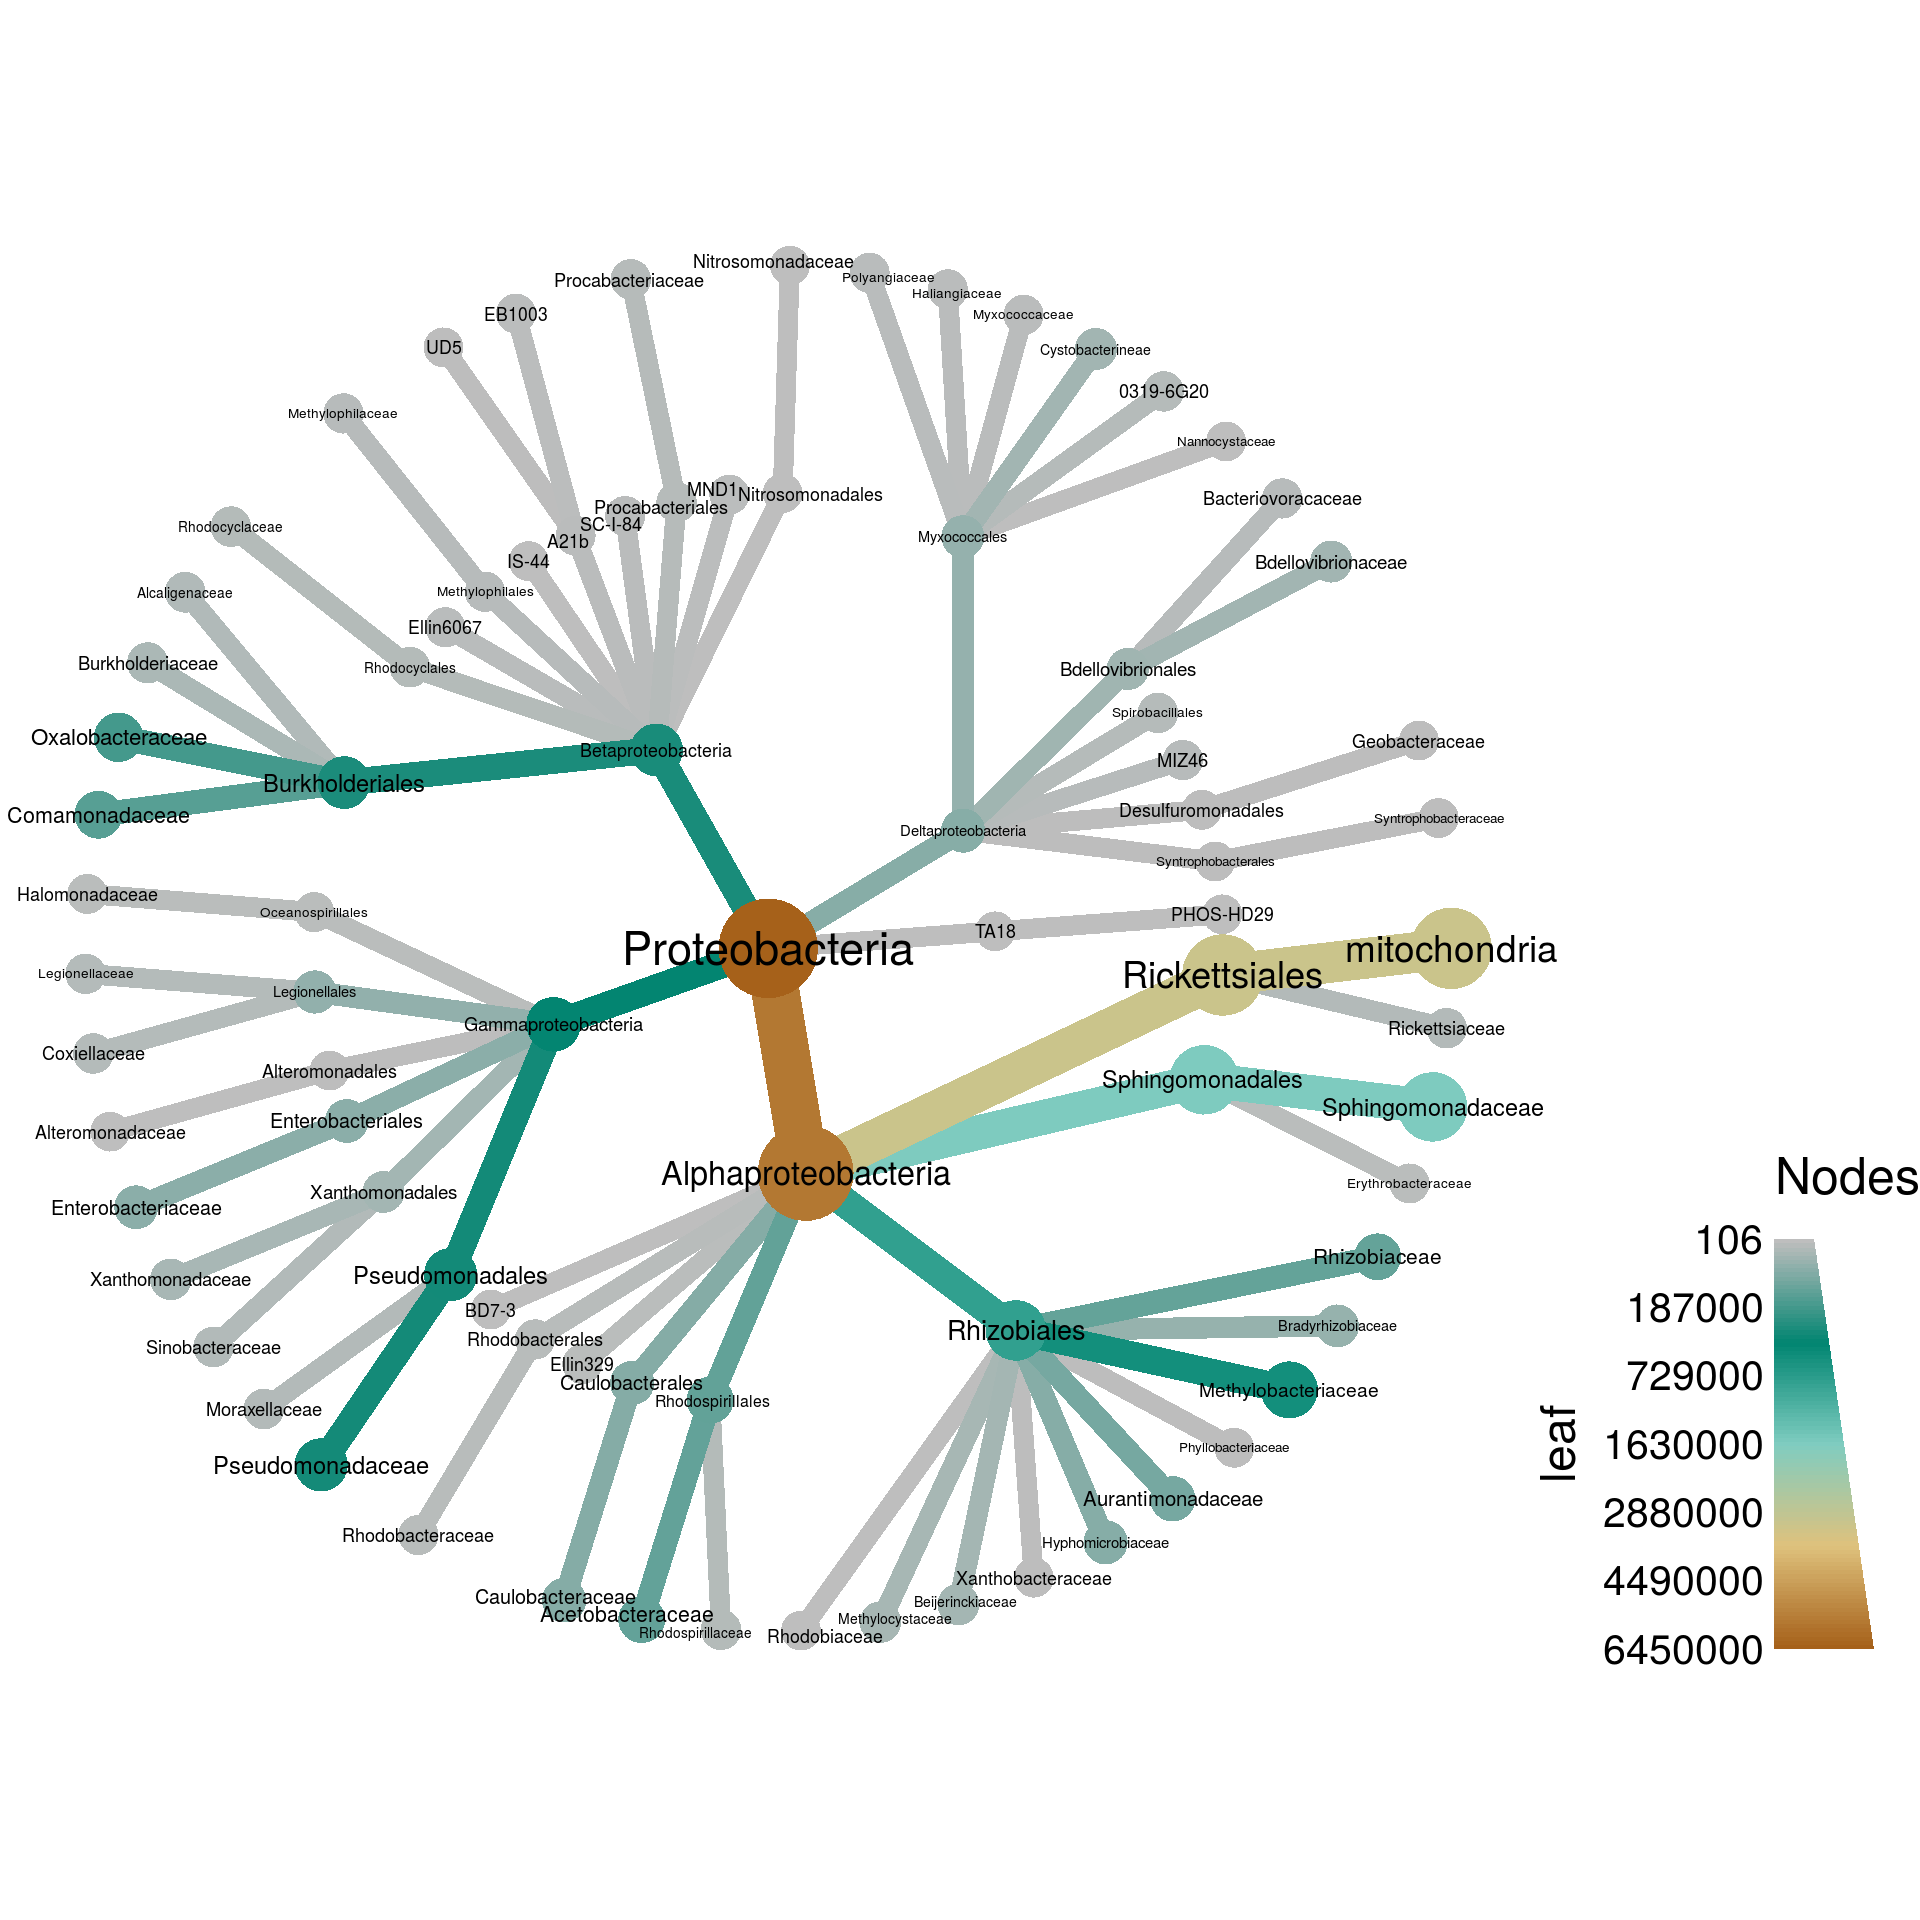 Nitrosomonadaceae
Polyangiaceae
Procabacteriaceae
Haliangiaceae
EB1003
Myxococcaceae
UD5
Cystobacterineae
0319-6G20
Methylophilaceae
Nannocystaceae
MND1
Nitrosomonadales
Bacteriovoracaceae
Procabacteriales
SC-I-84
Rhodocyclaceae
A21b
Myxococcales
IS-44
Bdellovibrionaceae
Alcaligenaceae
Methylophilales
Ellin6067
Burkholderiaceae
Rhodocyclales
Bdellovibrionales
Spirobacillales
Oxalobacteraceae
Betaproteobacteria
Geobacteraceae
MIZ46
Burkholderiales
Desulfuromonadales
Comamonadaceae
Deltaproteobacteria
Syntrophobacteraceae
Syntrophobacterales
Halomonadaceae
Oceanospirillales
PHOS-HD29
TA18
Proteobacteria
mitochondria
Legionellaceae
Rickettsiales
Legionellales
Gammaproteobacteria
Rickettsiaceae
Coxiellaceae
Alteromonadales
Sphingomonadales
Sphingomonadaceae
Enterobacteriales
Alteromonadaceae
Alphaproteobacteria
Erythrobacteraceae
Xanthomonadales
Enterobacteriaceae
Rhizobiaceae
Pseudomonadales
Xanthomonadaceae
BD7-3
Bradyrhizobiaceae
Rhizobiales
Rhodobacterales
Sinobacteraceae
Ellin329
Caulobacterales
Methylobacteriaceae
Rhodospirillales
Moraxellaceae
Phyllobacteriaceae
Pseudomonadaceae
Aurantimonadaceae
Rhodobacteraceae
Hyphomicrobiaceae
Xanthobacteraceae
Caulobacteraceae
Beijerinckiaceae
Acetobacteraceae
Methylocystaceae
Rhodospirillaceae
Rhodobiaceae
Nodes
106
187000
729000
1630000
2880000
4490000
6450000
leaf